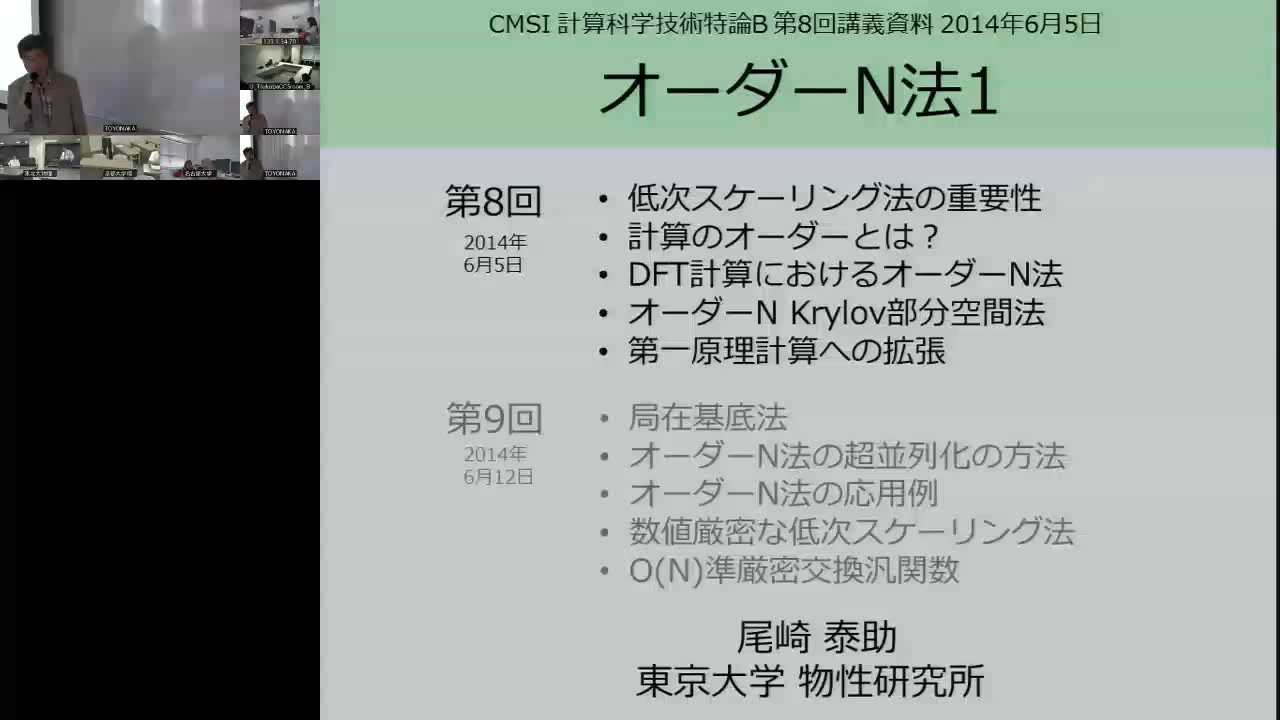 CMSI 計算科学技術特論B 第8回講義資料 2014年6月5日
オーダーN法1
第8回
2014年
6月5日
• 低次スケーリング法の重要性
• 計算のオーダーとは？
• DFT計算におけるオーダーN法
• オーダーN Krylov部分空間法
• 第一原理計算への拡張
第9回
2014年
6月12日
• 局在基底法
• オーダーN法の超並列化の方法
• オーダーN法の応用例
• 数値厳密な低次スケーリング法
• O(N)準厳密交換汎関数
尾崎 泰助
東京大学 物性研究所
TOYONAKA
TOYONAKA
名古屋大学
TOYONAKA